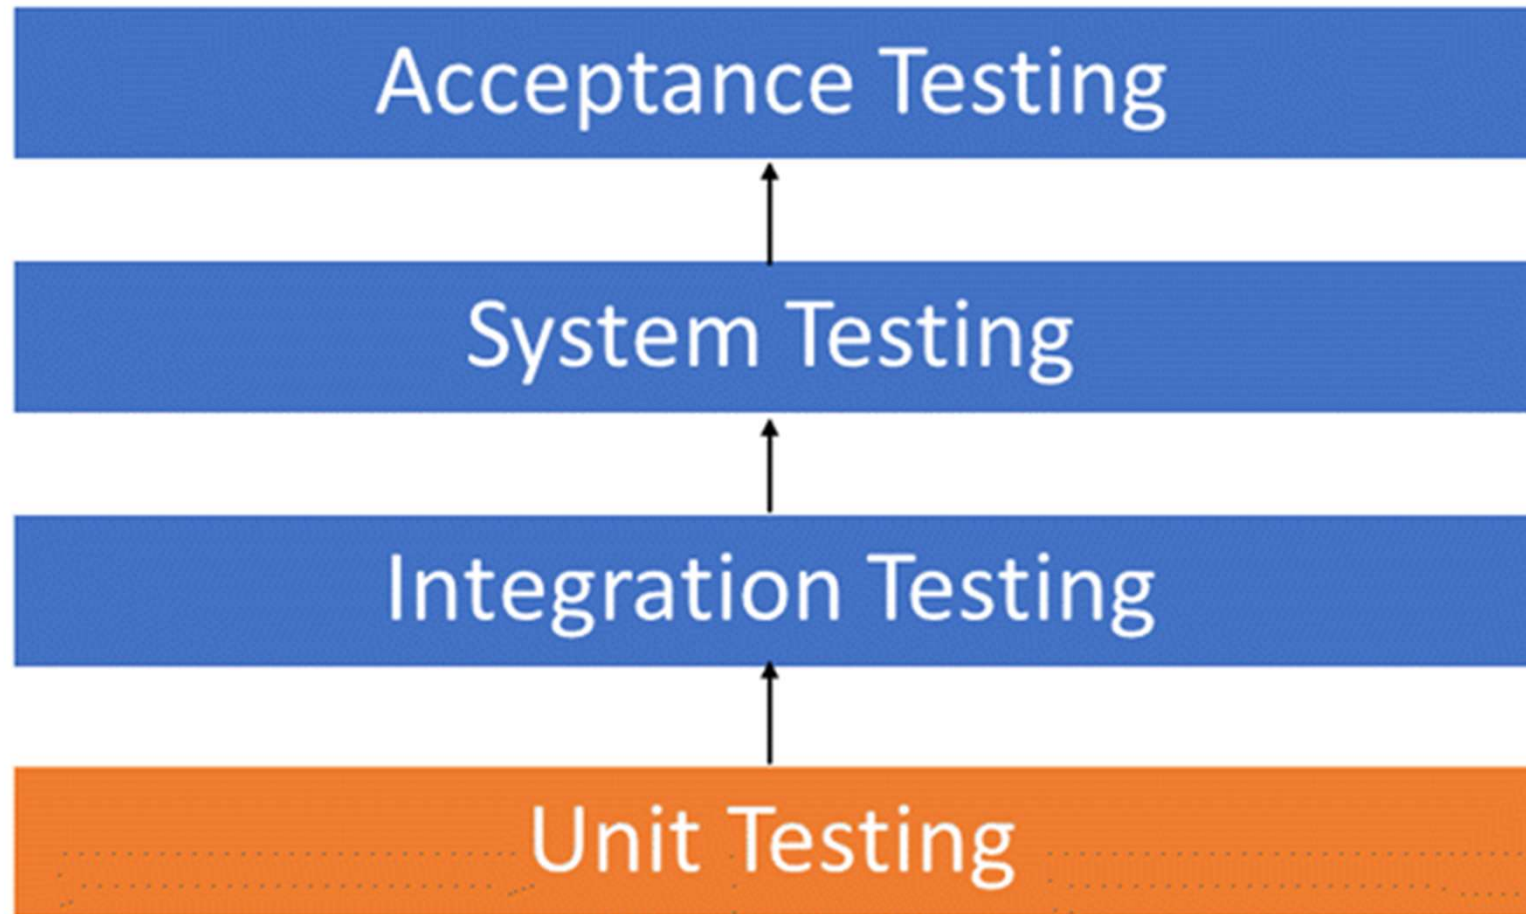 Acceptance Testing
System Testing
Integration Testing
Unit Testing